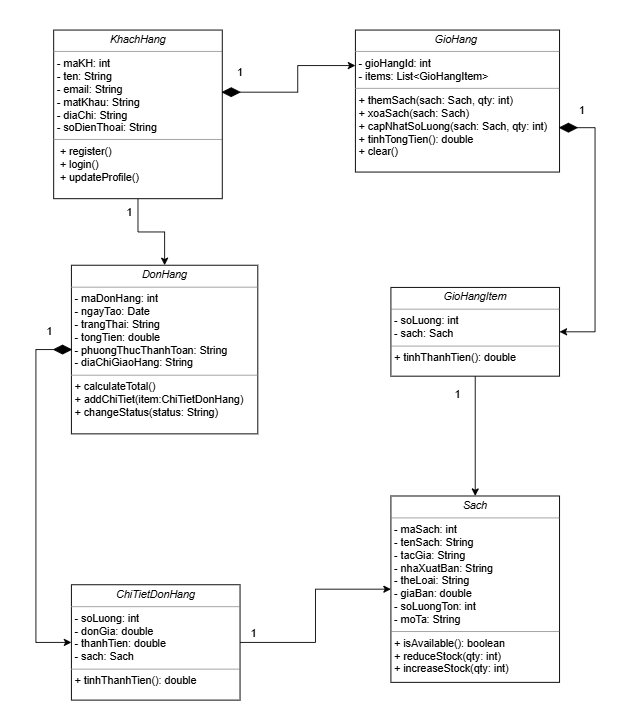 KhachHang
- maKH: int
- ten: String
- email: String
- matKhau: String
- diaChi: String
- soDienThoai: String
+ register()
+ login()
+ updateProfile()
1
GioHang
- gioHangId: int
- items: List<GioHangItem>
+ themSach(sach: Sach, qty: int)
+ xoaSach(sach: Sach)
+ capNhatSoLuong(sach: Sach, qty: int)
+ tinhTongTien(): double
+ clear()
1
1
DonHang
- maDonHang: int
- ngayTao: Date
- trangThai: String
- tongTien: double
- phuongThucThanhToan: String
- diaChiGiaoHang: String
+ calculateTotal()
+ addChiTiet(item:ChiTietDonHang)
+ changeStatus(status: String)
1
GioHangItem
- soLuong: int
- sach: Sach
+ tinhThanhTien(): double
1
Sach
- maSach: int
- tenSach: String
- tacGia: String
- nhaXuatBan: String
- theLoai: String
- giaBan: double
- soLuongTon: int
- moTa: String
+ isAvailable(): boolean
+ reduceStock(qty: int)
+ increaseStock(qty: int)
ChiTietDonHang
- soLuong: int
- donGia: double
- thanhTien: double
- sach: Sach
+ tinhThanhTien(): double
1